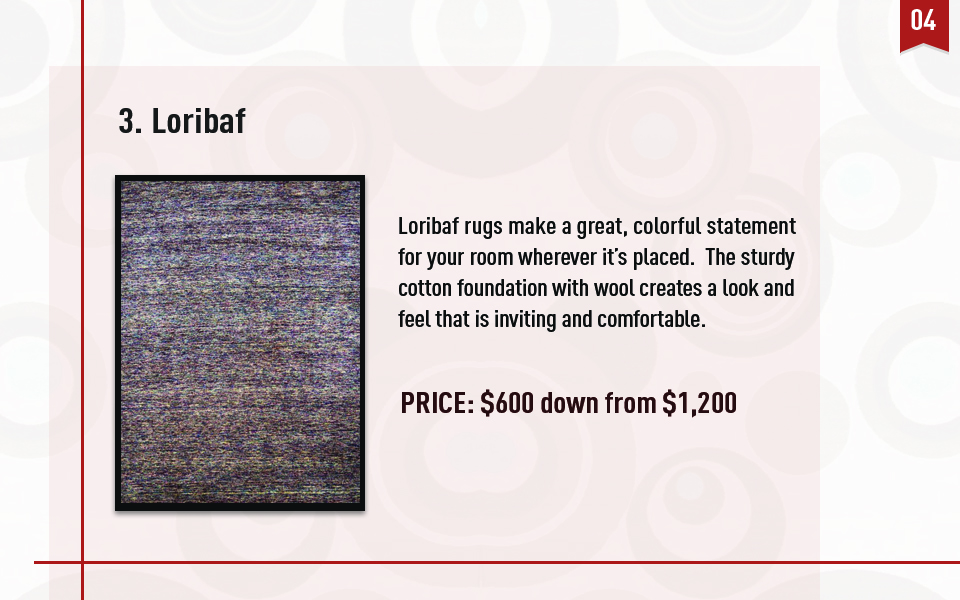 04
3. Loribaf
Loribaf rugs make a great, colorful statement
for your room wherever it's placed.  The sturdy
cotton foundation with wool creates a look and
feel that is inviting and comfortable.
PRICE: $600 down from $1,200